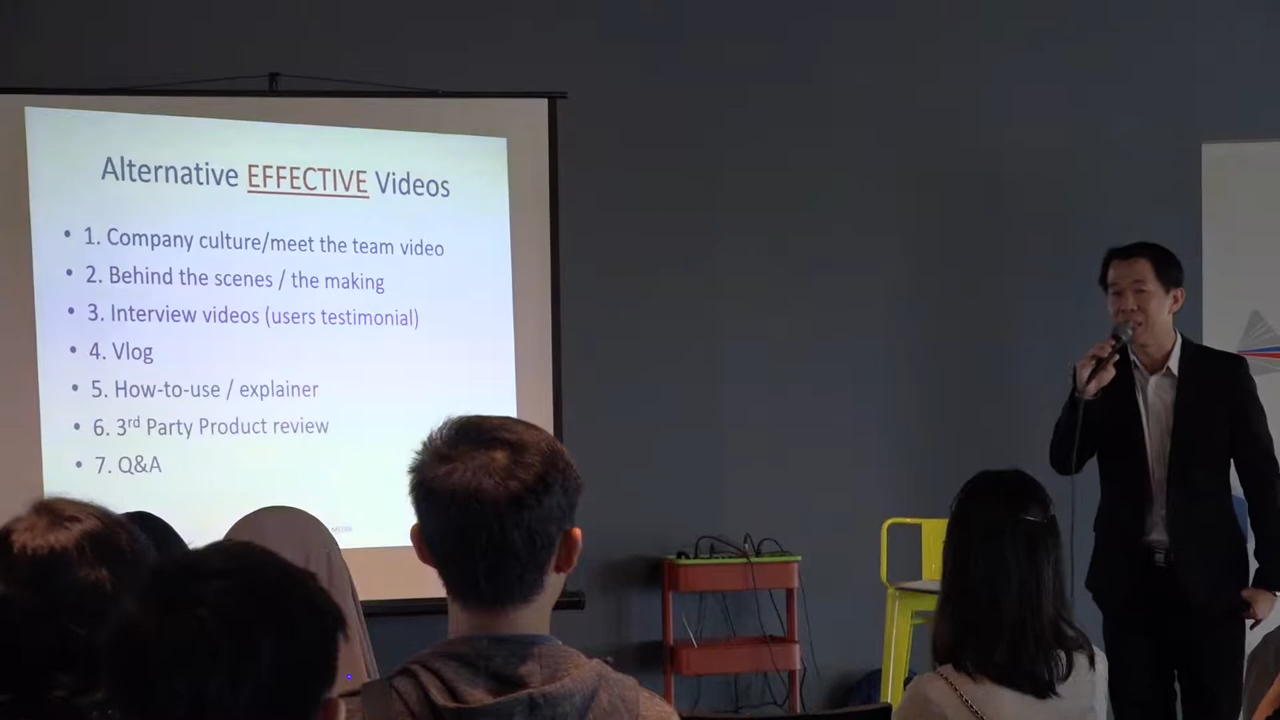 Alternative EFFECTIVE Videos
• 1. Company culture/meet the team video
• 2. Behind the scenes / the making
• 3. Interview videos (users testimonial)
• 4. Vlog
• 5. How-to-use / explainer
• 6. 3rd Party Product review
• 7. Q&A
MEDIA